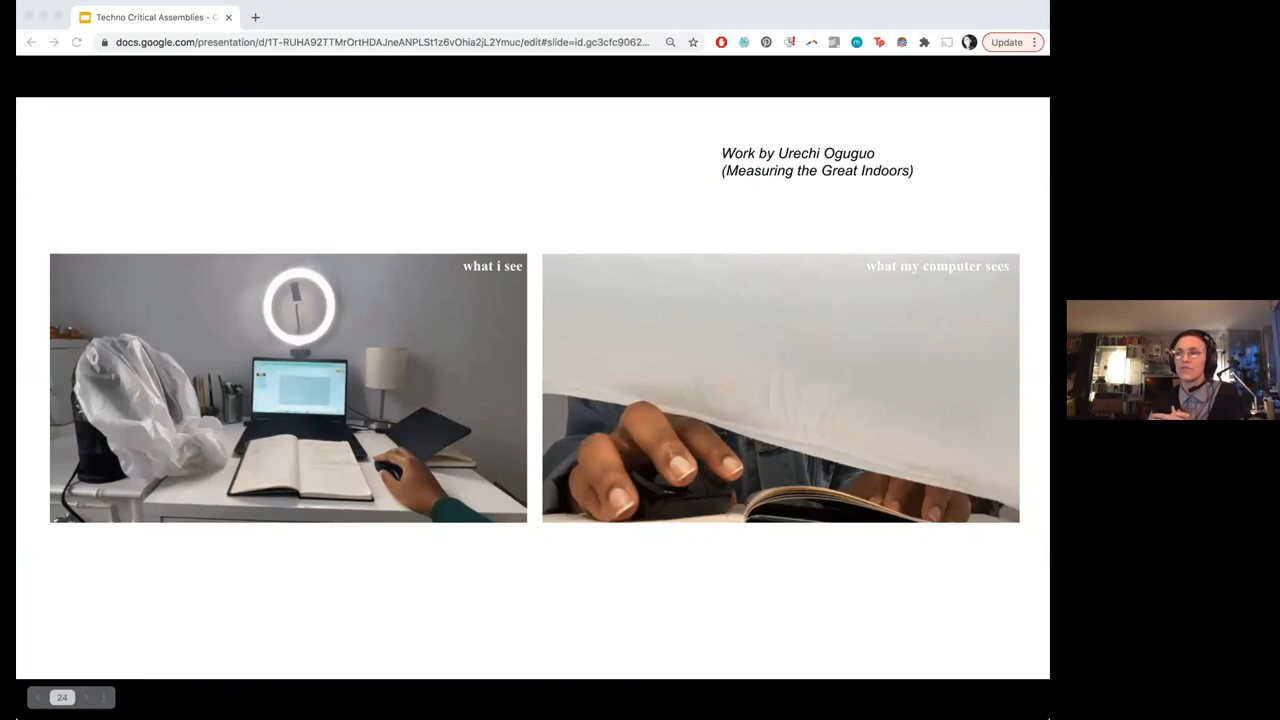 Techno Critical Assemblies - G
docs.google.com/presentation/d/1T-RUHA92TTMrOrtHDAJneANPLSt1z6vOhia2jL2Ymuc/edit#slide=id.gc3cfc9062...
Tp
Update
Work by Urechi Oguguo
(Measuring the Great Indoors)
what i see
what my computer sees
24